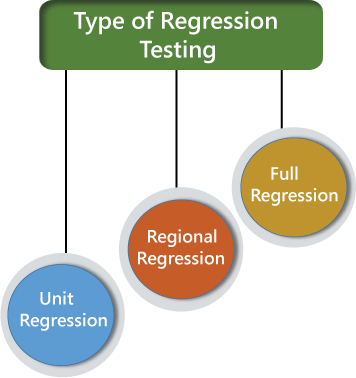 Type of Regression
Testing
Full
Regression
Regional
Regression
Unit
Regression